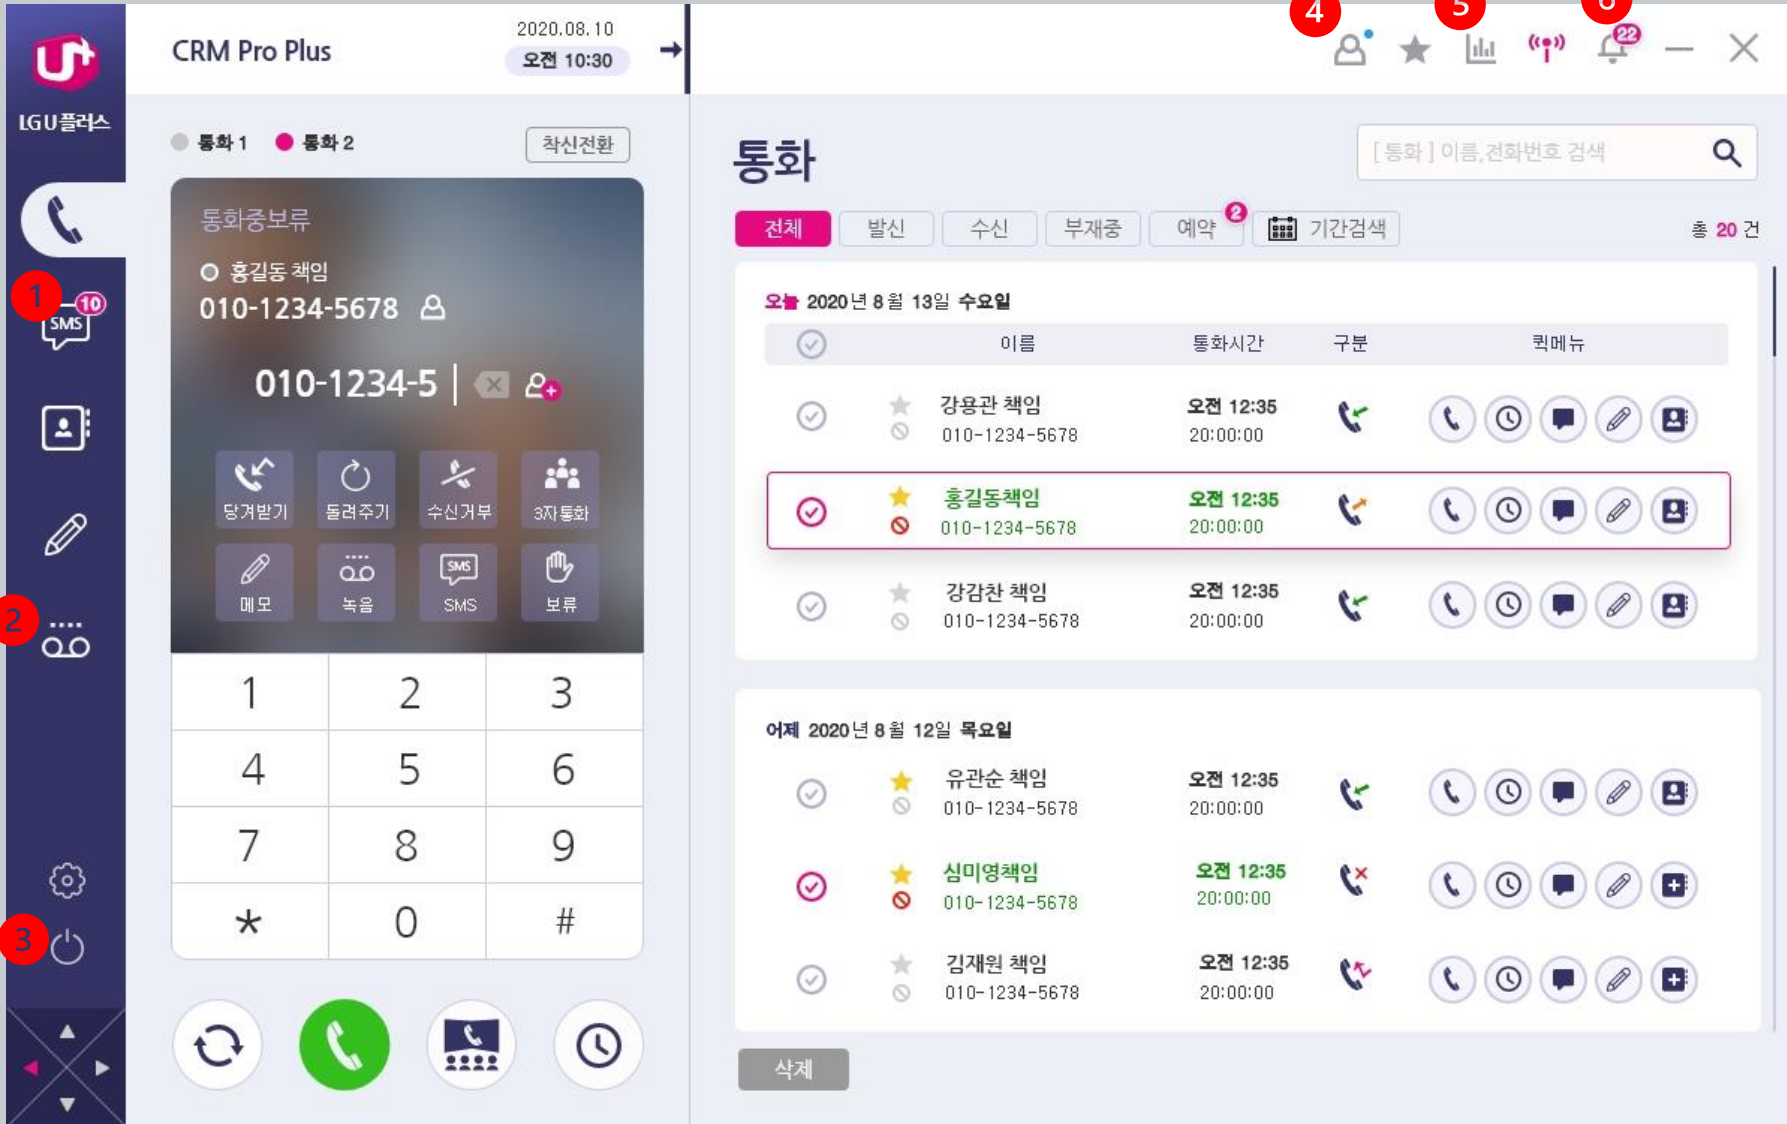 U+
LGU플러스
CRM Pro Plus
2020.08.10
오전 10:30
4
5
6
22
통화 1
통화 2
착신전환
1
10
SMS
2
3
통화중보류
홍길동 책임
010-1234-5678
010-1234-5
당겨받기
돌려주기
수신거부
3자통화
메모
녹음
SMS
SMS
보류
1
2
3
4
5
6
7
8
9
*
0
#
통화
[ 통화 ] 이름,전화번호 검색
전체
발신
수신
부재중
예약
2
기간검색
총 20 건
오늘 2020년 8월 13일 수요일
이름
통화시간
구분
퀵메뉴
강용관 책임
오전 12:35
010-1234-5678
20:00:00
홍길동책임
오전 12:35
010-1234-5678
20:00:00
강감찬 책임
오전 12:35
010-1234-5678
20:00:00
어제 2020년 8월 12일 목요일
유관순 책임
오전 12:35
010-1234-5678
20:00:00
심미영책임
오전 12:35
010-1234-5678
20:00:00
김재원 책임
오전 12:35
010-1234-5678
20:00:00
삭제